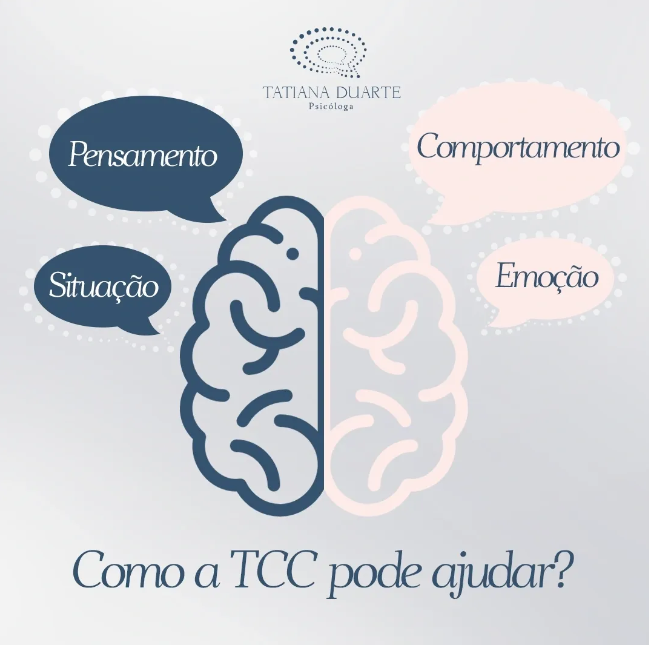 TATIANA DUARTE
Psicóloga
Pensamento
Comportamento
Situação
Emoção
Como a TCC pode ajudar?